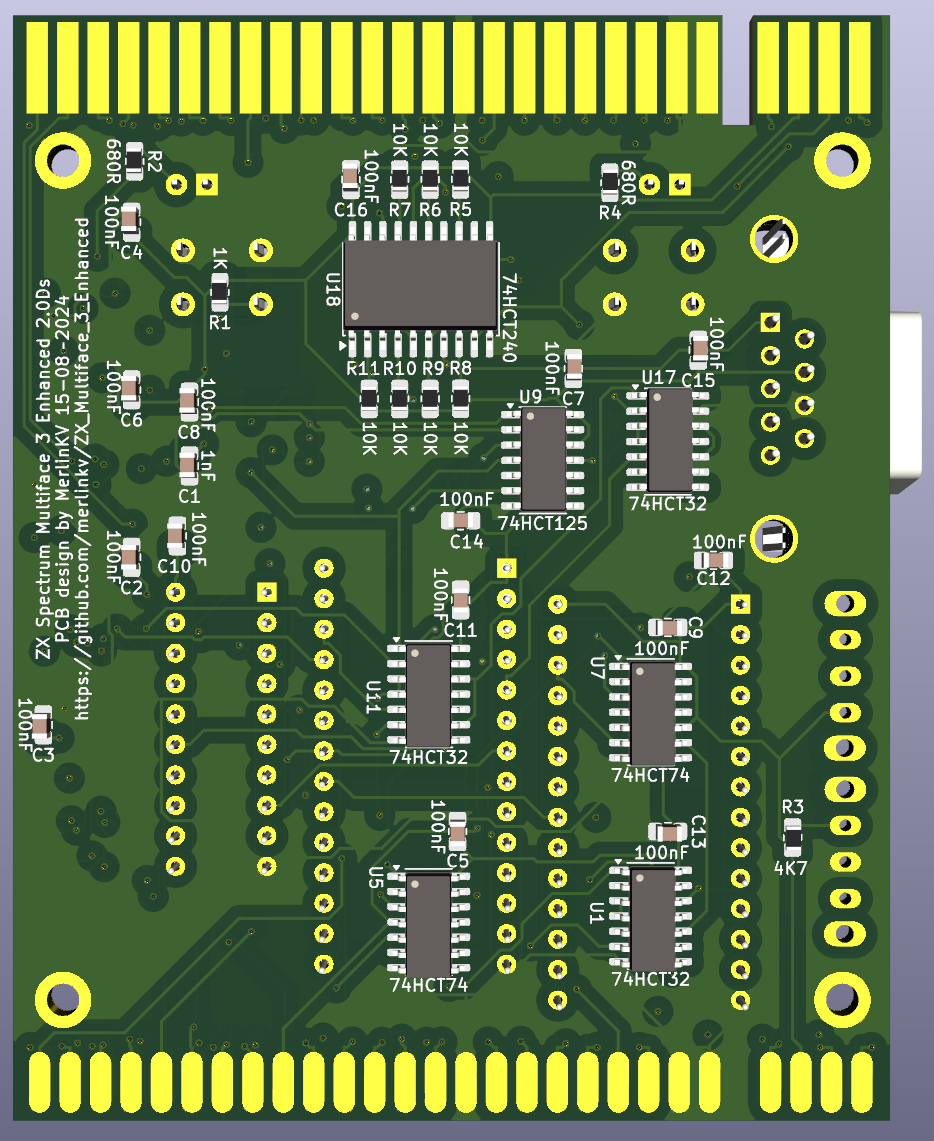 10K
10K
10K
680R
R2
C16
100nF
R7
R6
R5
680R
R4
100nF
C4
1K
R1
U18
74HCT240
ZX Spectrum Multiface 3 Enhanced 2.0Ds
PCB design by MerlinKV 15-08-2024
https://github.com/merlinkv/ZX_Multiface_3_Enhanced
100nF
C15
R11
R10
R9
R8
100nF
C7
U17
74HCT32
100nF
C6
100nF
C8
10K
10K
10K
10K
U9
74HCT125
1nF
C1
100nF
C14
100nF
C10
100nF
C2
100nF
C12
100nF
C11
C9
100nF
U7
74HCT74
U11
74HCT32
100nF
C3
R3
4K7
100nF
C5
C13
100nF
U5
74HCT74
U1
74HCT32